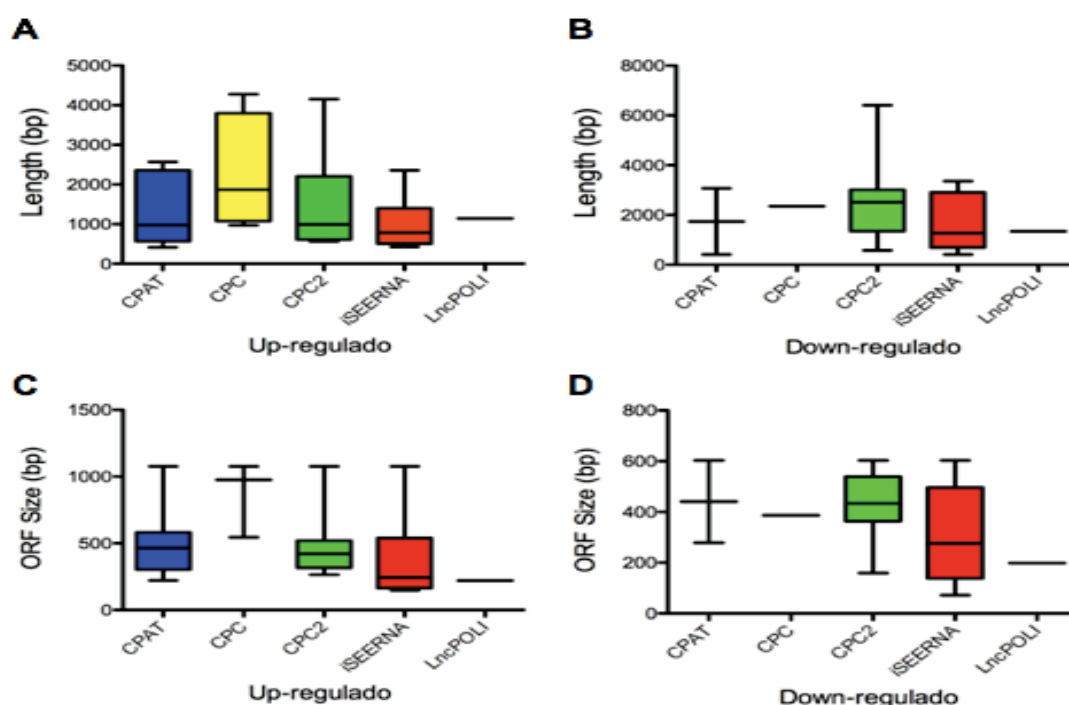 A
Length (bp)
5000
4000
3000
2000
1000
0
CPAT
CPC
CPC2
iSEERNA
LncPOLI
Up-regulado
B
Length (bp)
8000
6000
4000
2000
0
CPAT
CPC
CPC2
iSEERNA
LncPOLI
Down-regulado
C
ORF Size (bp)
1500
1000
500
0
CPAT
CPC
CPC2
iSEERNA
LncPOLI
Up-regulado
D
ORF Size (bp)
800
600
400
200
0
CPAT
CPC
CPC2
iSEERNA
LncPOLI
Down-regulado